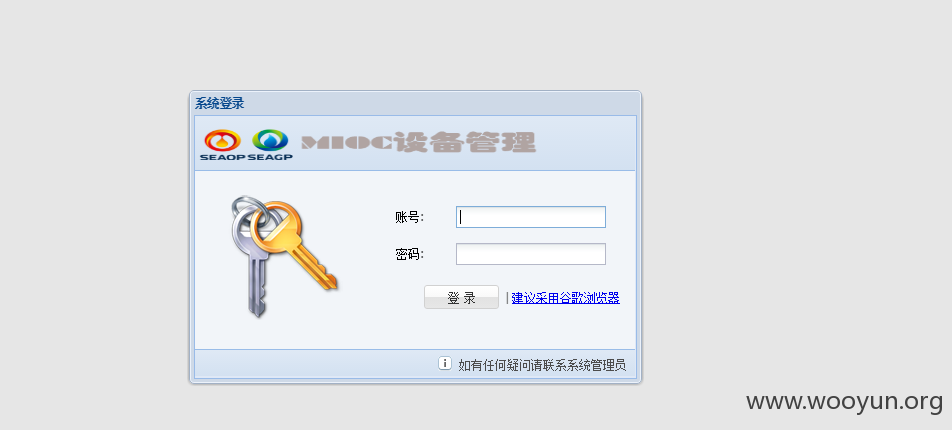 系统登录
SEAOP SEAGP MIOC设备管理
账号:
密码:
登 录 | 建议采用谷歌浏览器
如有任何疑问请联系系统管理员
www.wooyun.org